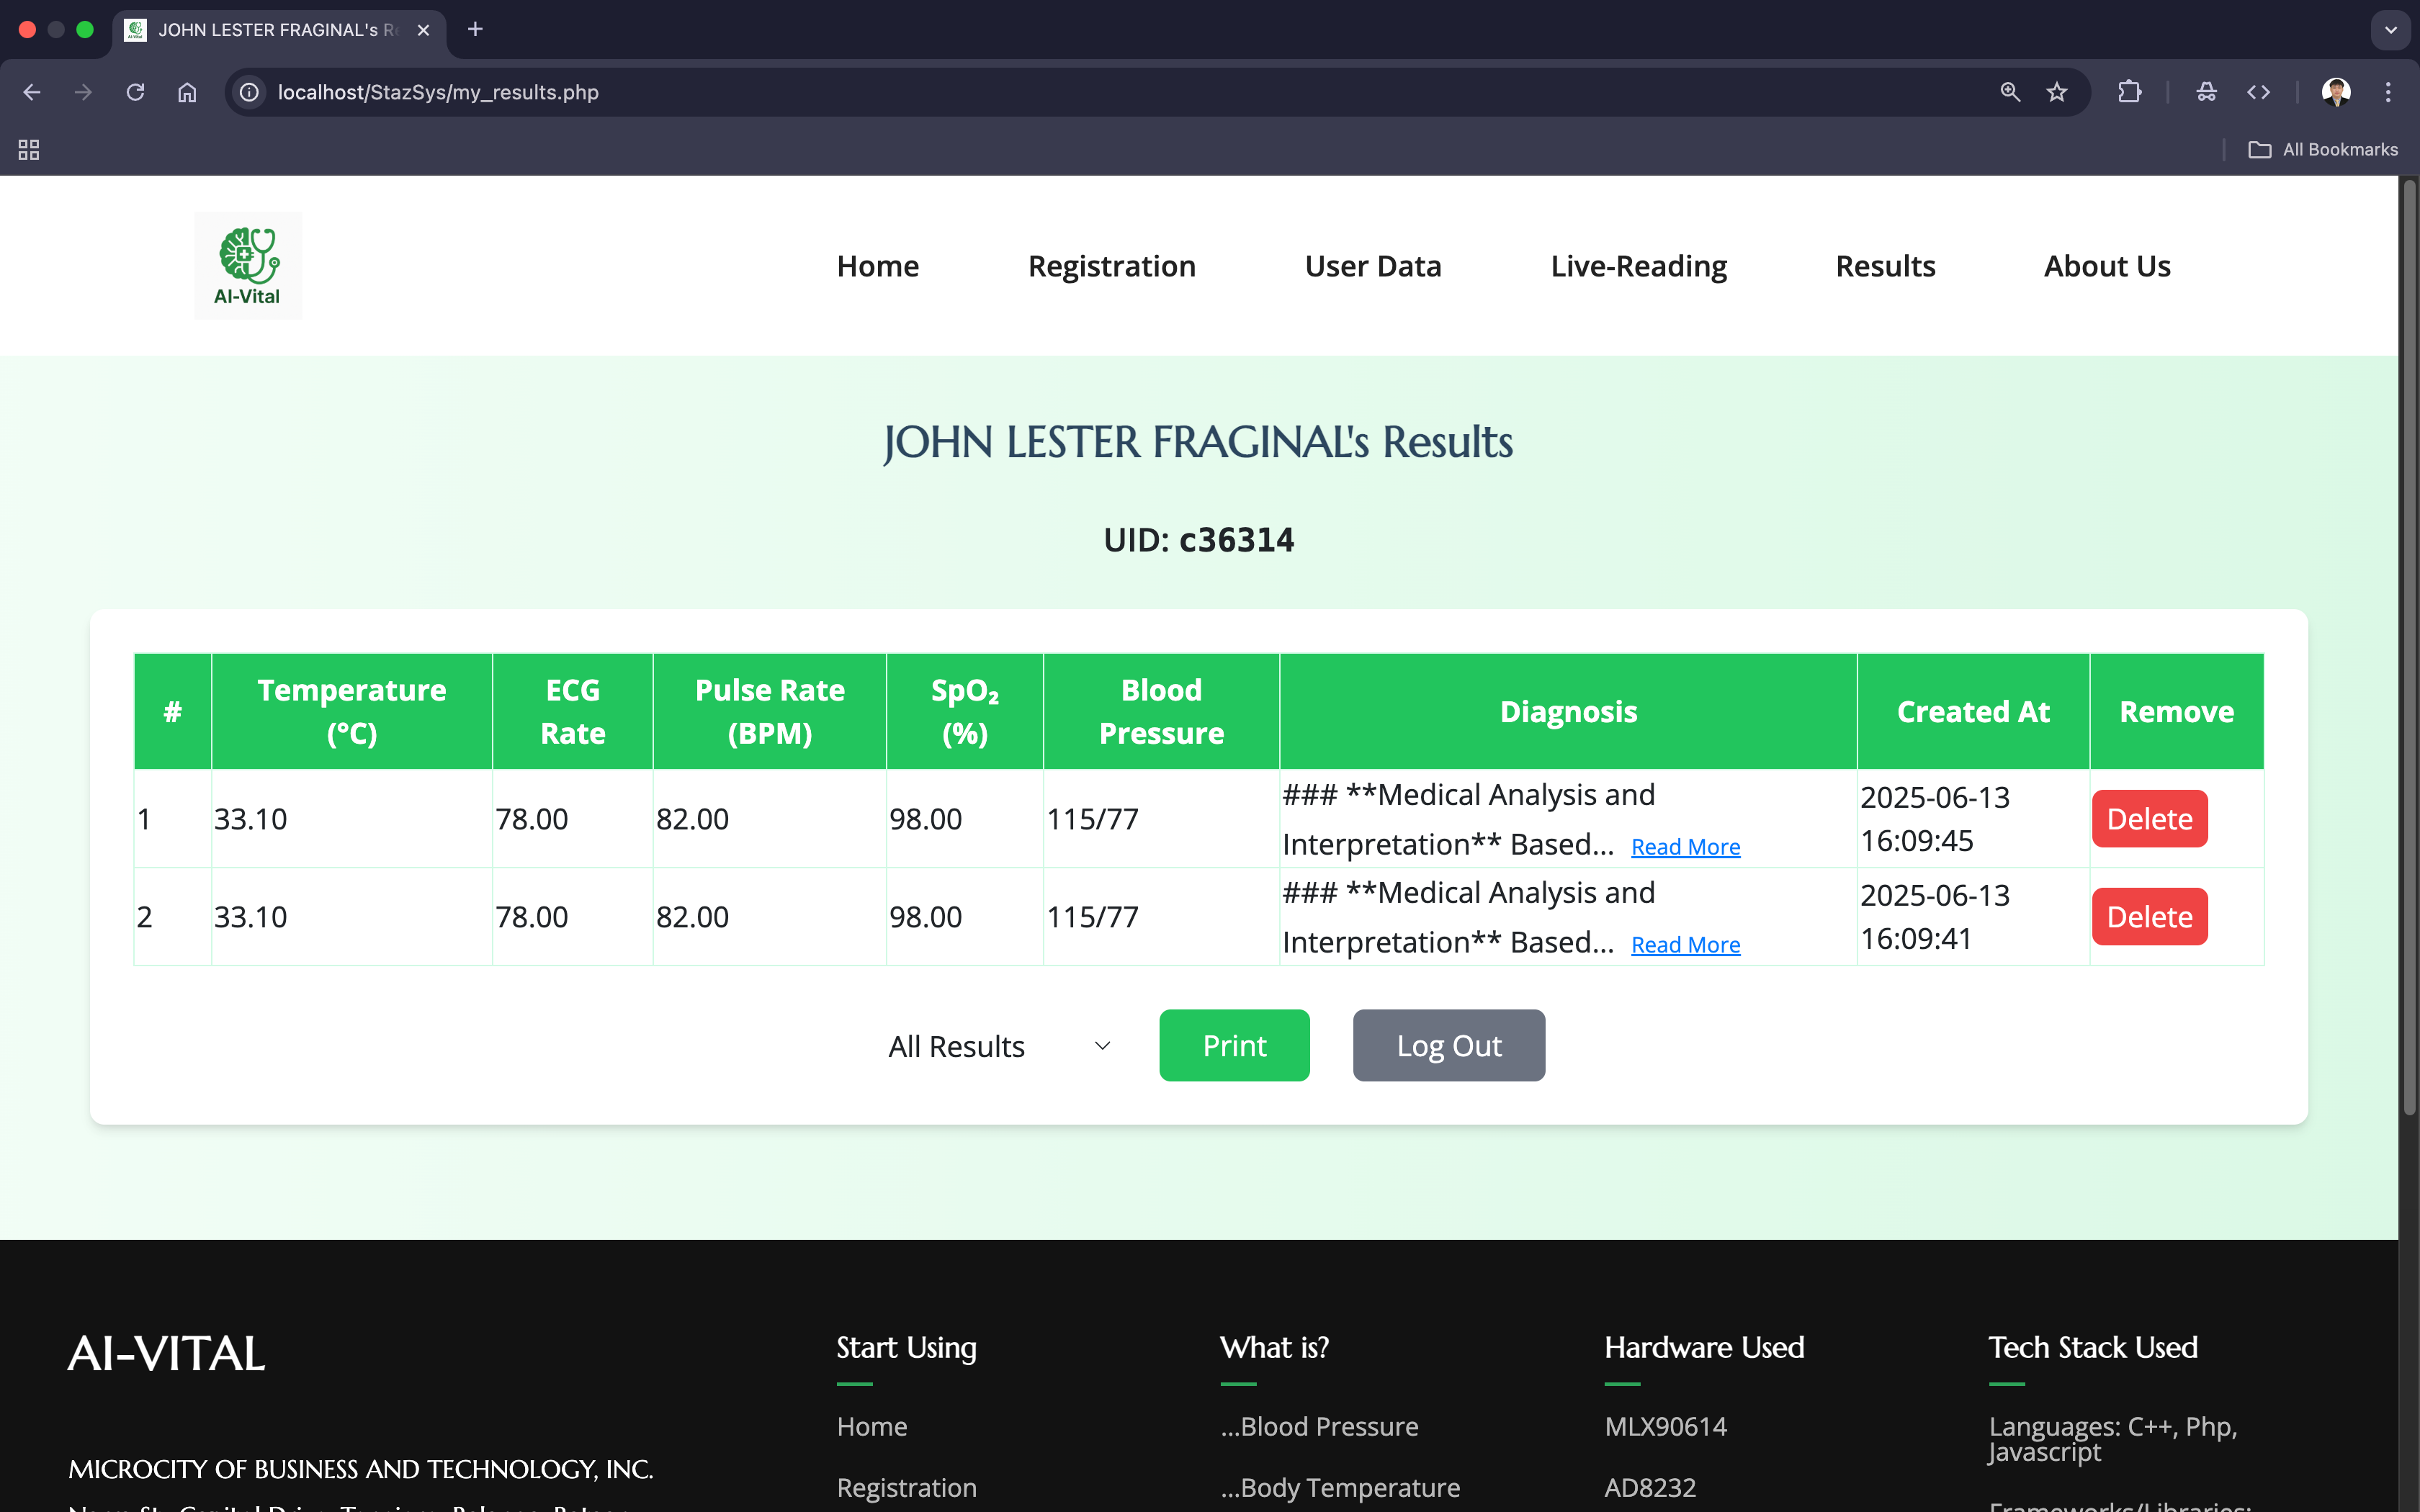 JOHN LESTER FRAGINAL's Re
localhost/StazSys/my_results.php
All Bookmarks
AI-Vital
Home
Registration
User Data
Live-Reading
Results
About Us
JOHN LESTER FRAGINAL's Results
UID: c36314
# Temperature (°C) ECG Rate Pulse Rate (BPM) SpO₂ (%) Blood Pressure Diagnosis Created At Remove
1 33.10 78.00 82.00 98.00 115/77 ### **Medical Analysis and Interpretation** Based... Read More 2025-06-13 16:09:45 Delete
2 33.10 78.00 82.00 98.00 115/77 ### **Medical Analysis and Interpretation** Based... Read More 2025-06-13 16:09:41 Delete
All Results
Print
Log Out
AI-VITAL
MICROCITY OF BUSINESS AND TECHNOLOGY, INC.
Start Using
Home
Registration
What is?
...Blood Pressure
...Body Temperature
Hardware Used
MLX90614
AD8232
Tech Stack Used
Languages: C++, Php,
Javascript